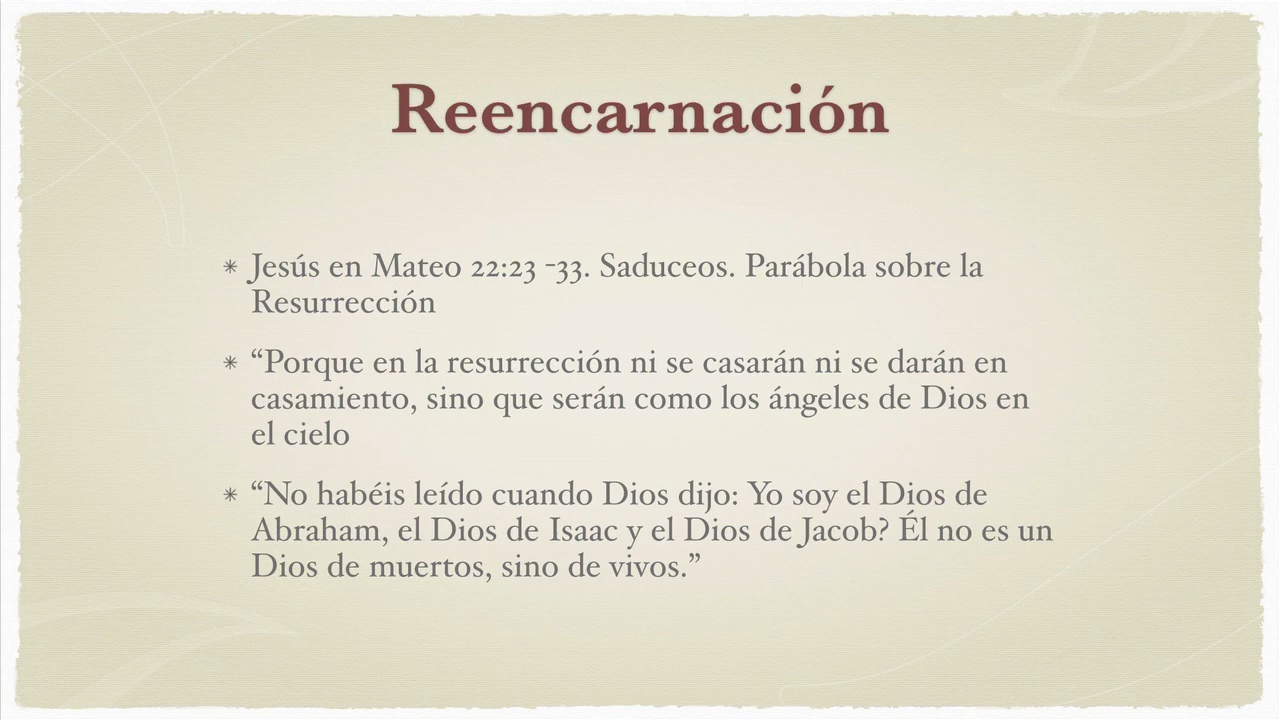 Reencarnación
* Jesús en Mateo 22:23 -33. Saduceos. Parábola sobre la
Resurrección
* “Porque en la resurrección ni se casarán ni se darán en
casamiento, sino que serán como los ángeles de Dios en
el cielo
* “No habéis leído cuando Dios dijo: Yo soy el Dios de
Abraham, el Dios de Isaac y el Dios de Jacob? Él no es un
Dios de muertos, sino de vivos.”